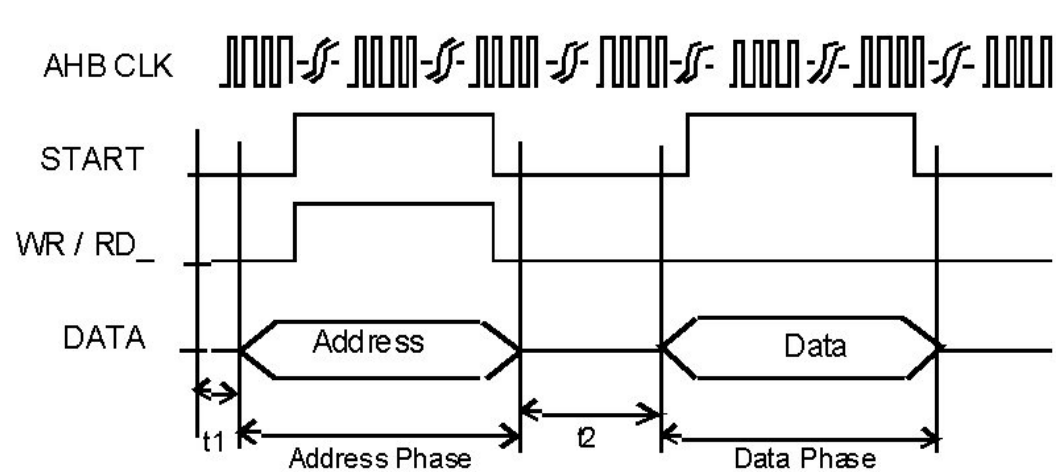 AHB CLK
START
WR / RD_
DATA
Address
Data
t1
Address Phase
t2
Data Phase